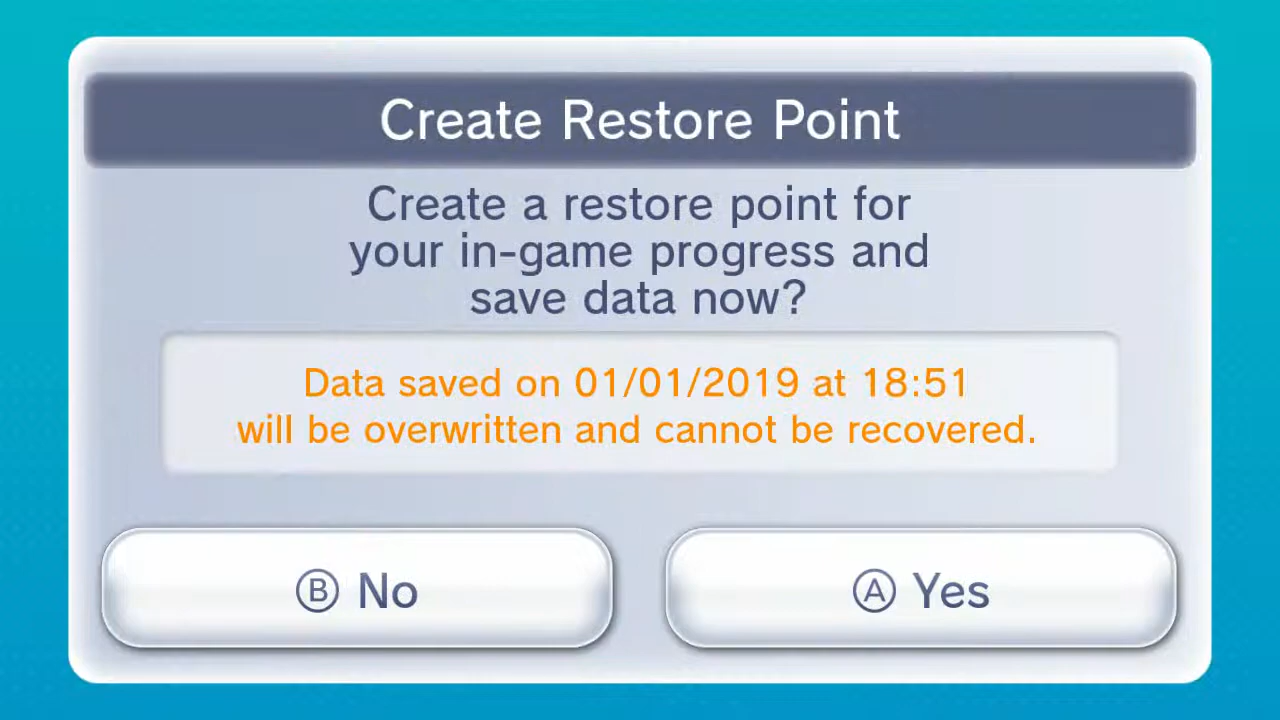 Create Restore Point
Create a restore point for
your in-game progress and
save data now?
Data saved on 01/01/2019 at 18:51
will be overwritten and cannot be recovered.
Ⓑ No
Ⓐ Yes